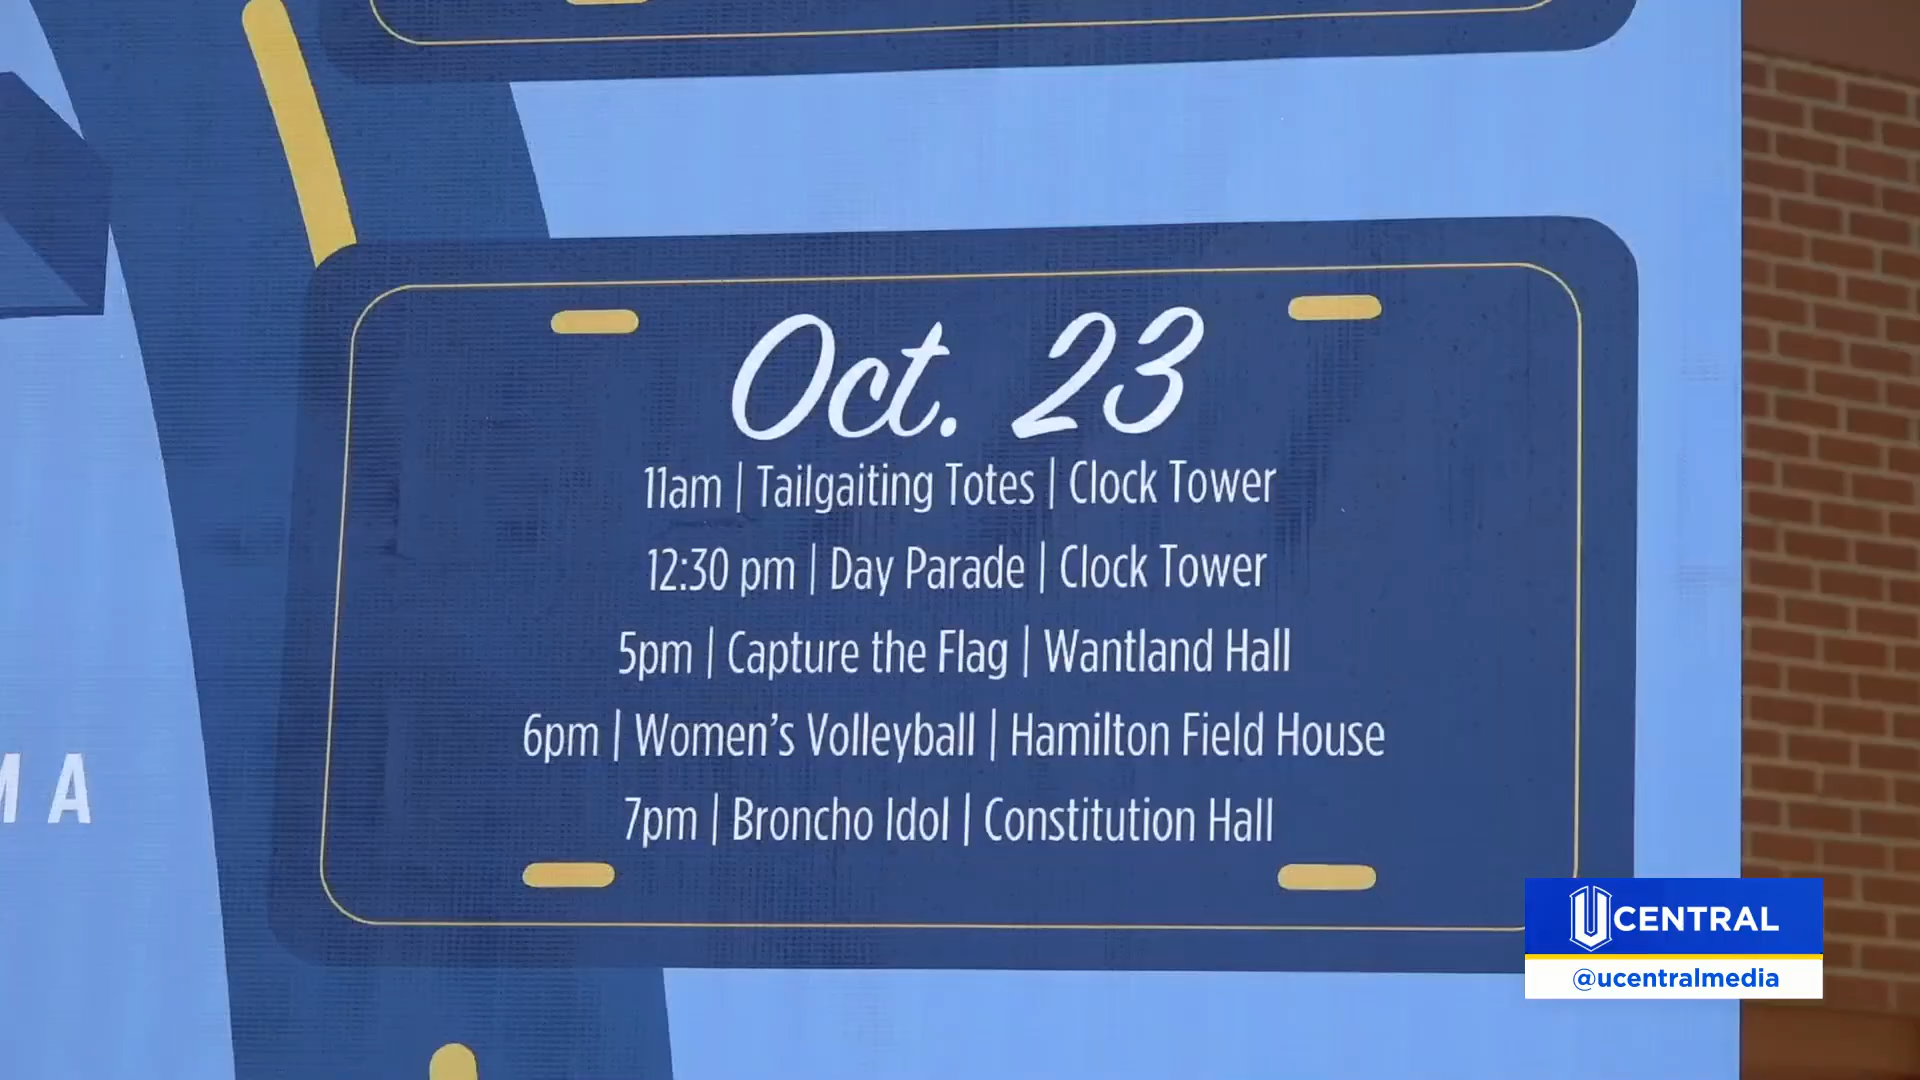 Oct. 23
11am | Tailgaiting Totes | Clock Tower
12:30 pm | Day Parade | Clock Tower
5pm | Capture the Flag | Wantland Hall
6pm | Women's Volleyball | Hamilton Field House
7pm | Broncho Idol | Constitution Hall
M A
UCENTRAL
@ucentralmedia